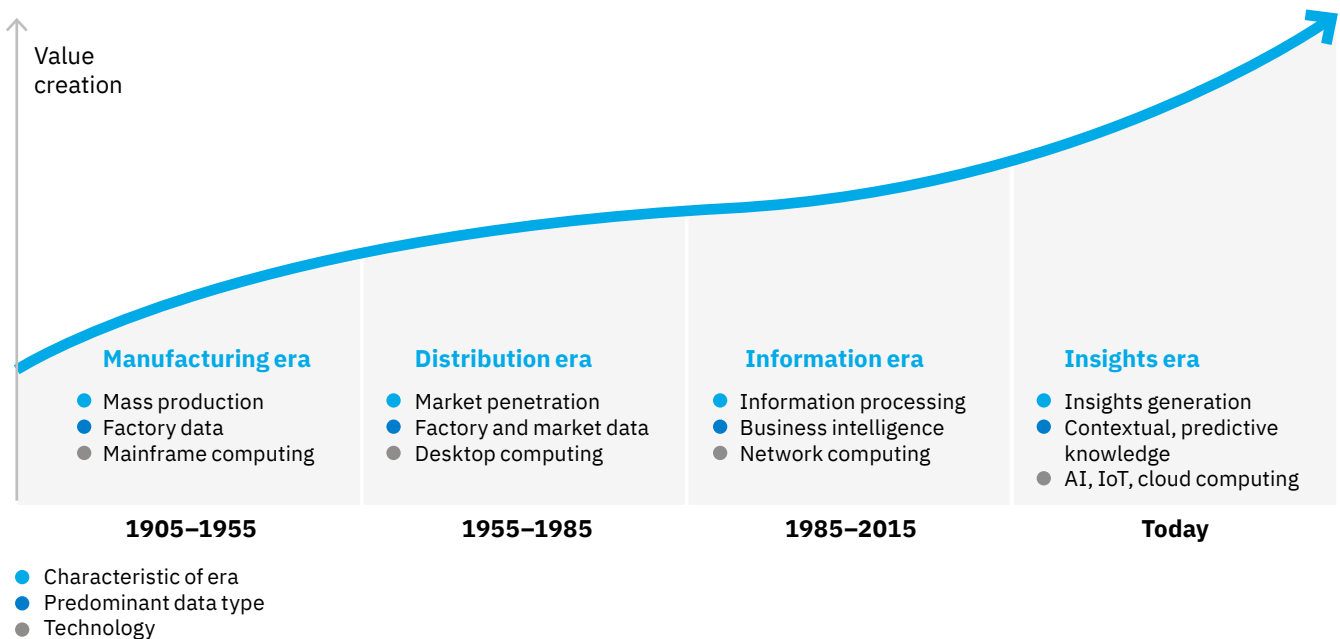 Value
creation
Manufacturing era
Mass production
Factory data
Mainframe computing
1905–1955
Distribution era
Market penetration
Factory and market data
Desktop computing
1955–1985
Information era
Information processing
Business intelligence
Network computing
1985–2015
Insights era
Insights generation
Contextual, predictive
knowledge
AI, IoT, cloud computing
Today
Characteristic of era
Predominant data type
Technology